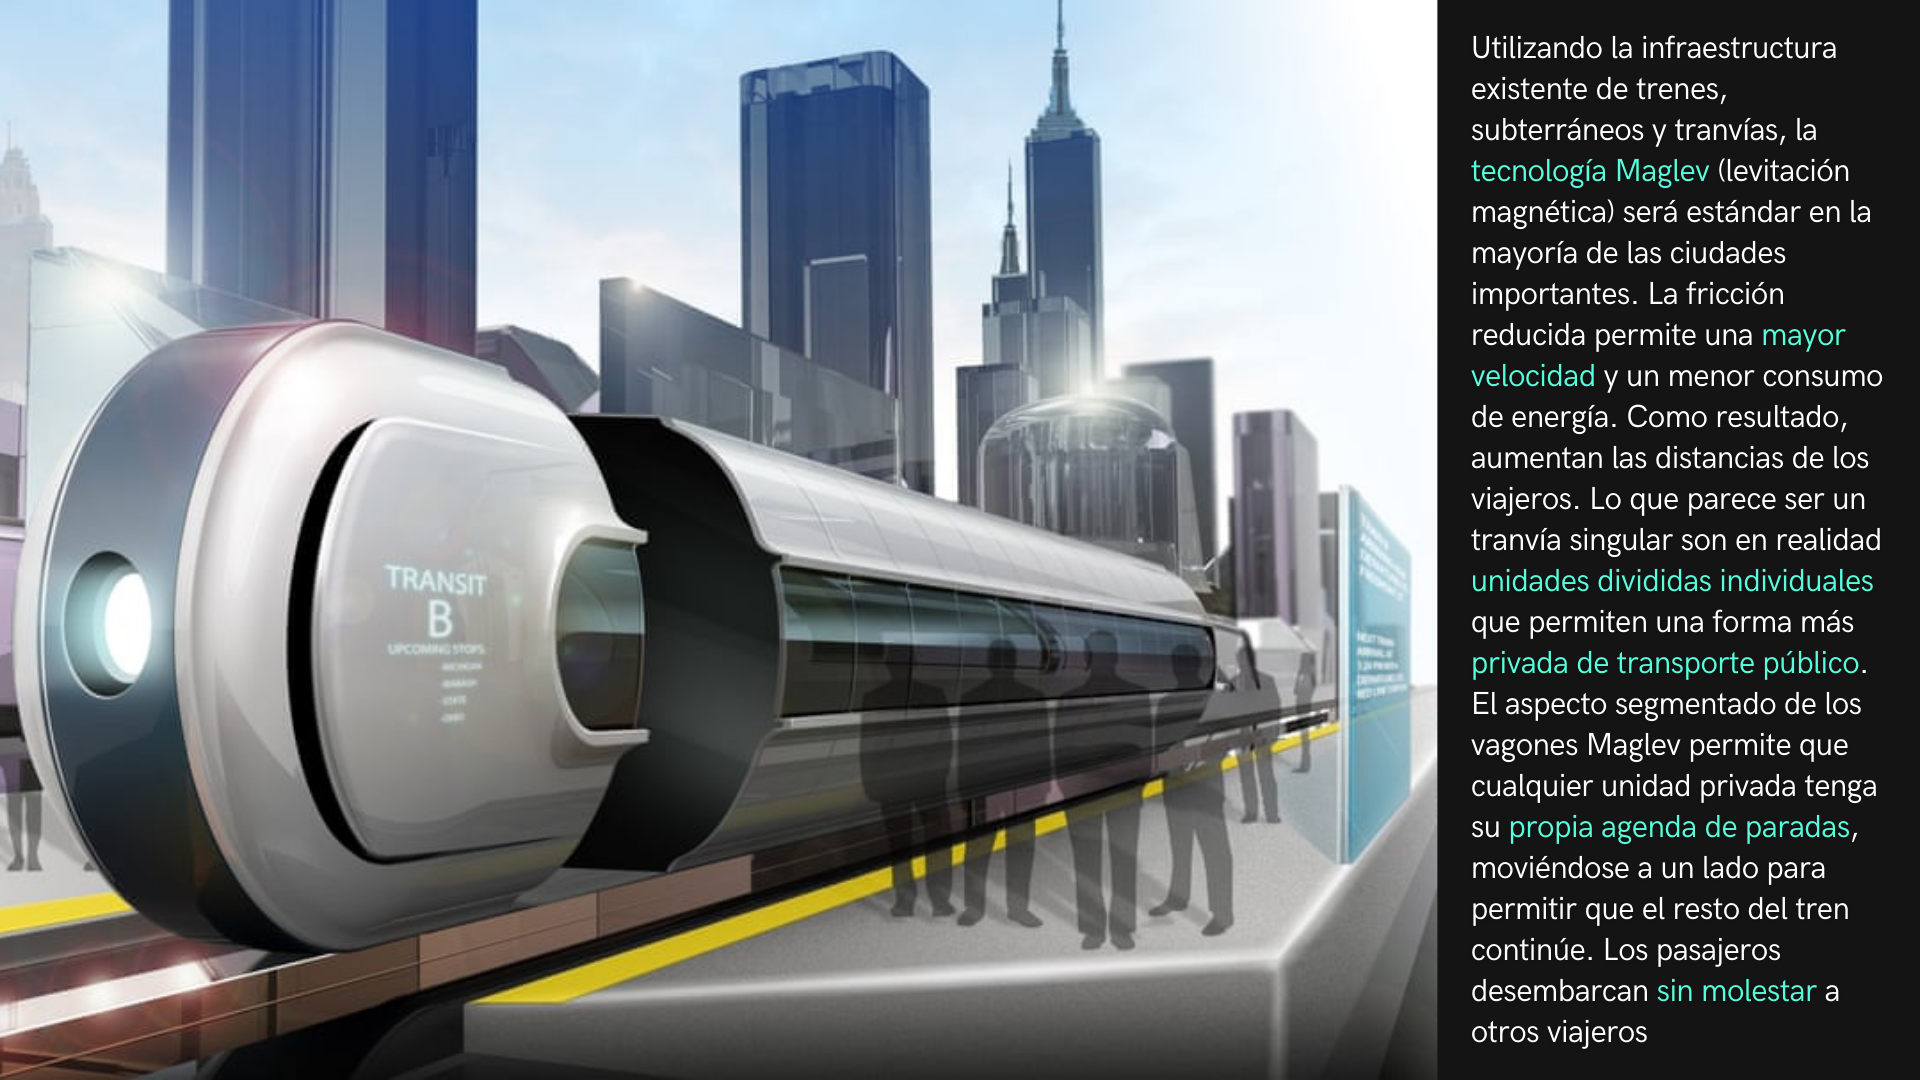 TRANSIT
B
UPCOMING STOPS
Utilizando la infraestructura
existente de trenes,
subterráneos y tranvías, la
tecnología Maglev (levitación
magnética) será estándar en la
mayoría de las ciudades
importantes. La fricción
reducida permite una mayor
velocidad y un menor consumo
de energía. Como resultado,
aumentan las distancias de los
viajeros. Lo que parece ser un
tranvía singular son en realidad
unidades divididas individuales
que permiten una forma más
privada de transporte público.
El aspecto segmentado de los
vagones Maglev permite que
cualquier unidad privada tenga
su propia agenda de paradas,
moviéndose a un lado para
permitir que el resto del tren
continúe. Los pasajeros
desembarcan sin molestar a
otros viajeros